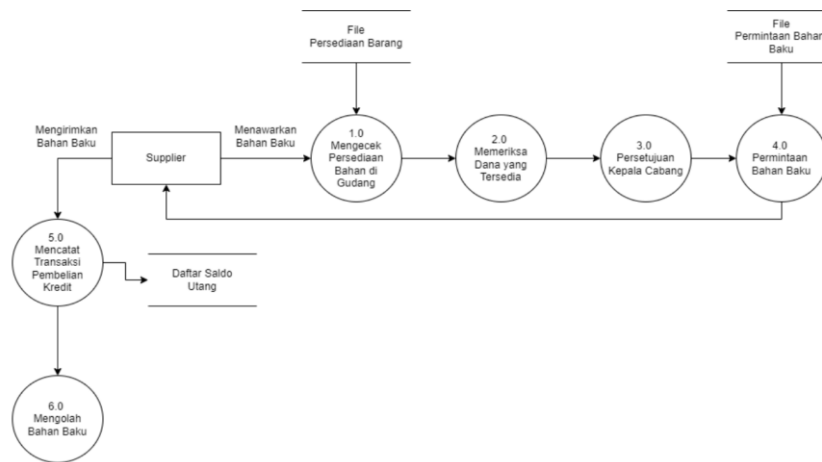 File
Persediaan Barang
File
Permintaan Bahan
Baku
Mengirimkan
Bahan Baku
Supplier
Menawarkan
Bahan Baku
1.0
Mengecek
Persediaan
Bahan di
Gudang
2.0
Memeriksa
Dana yang
Tersedia
3.0
Persetujuan
Kepala Cabang
4.0
Permintaan
Bahan Baku
5.0
Mencatat
Transaksi
Pembelian
Kredit
Daftar Saldo
Utang
6.0
Mengolah
Bahan Baku